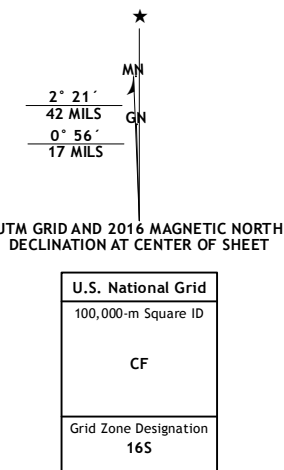 ★
MN
2° 21´
42 MILS
GN
0° 56´
17 MILS
UTM GRID AND 2016 MAGNETIC NORTH
DECLINATION AT CENTER OF SHEET
U.S. National Grid
100,000-m Square ID
CF
Grid Zone Designation
16S